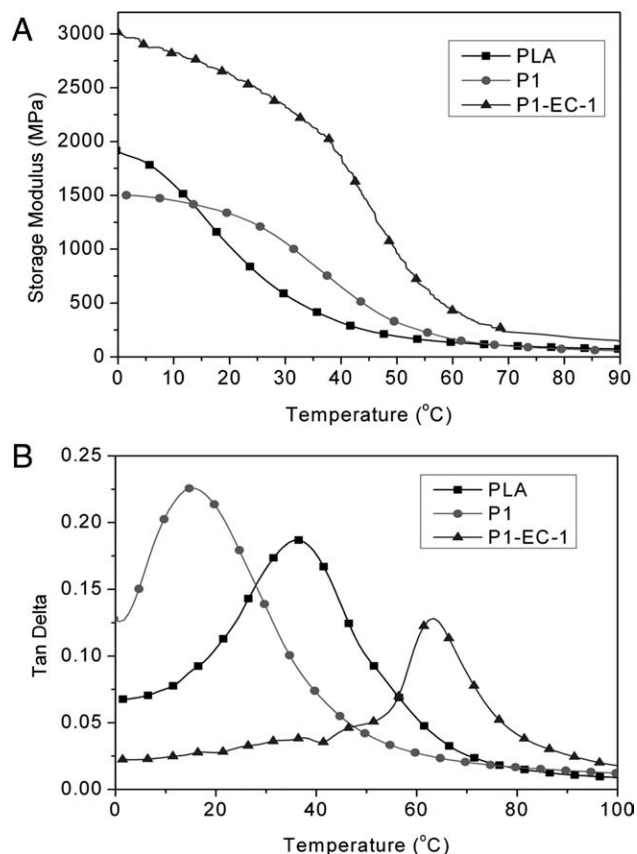 A
3000
2500
2000
1500
1000
500
0
Storage Modulus (MPa)
PLA
P1
P1-EC-1
0 10 20 30 40 50 60 70 80 90
Temperature (°C)
B
0.25
0.20
0.15
0.10
0.05
0.00
Tan Delta
PLA
P1
P1-EC-1
0 20 40 60 80 100
Temperature (°C)